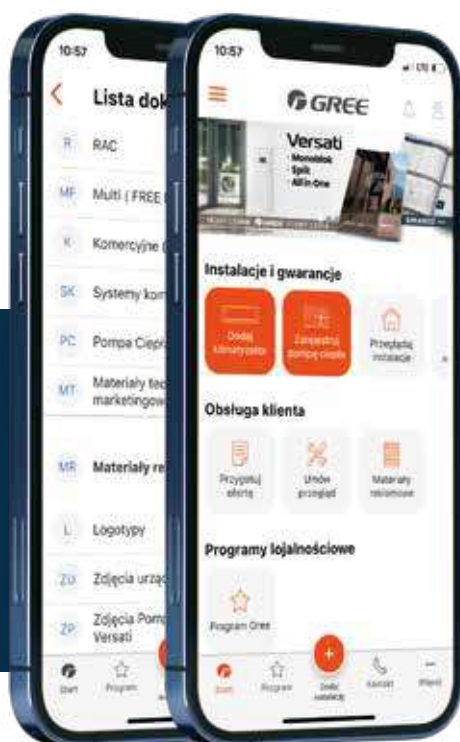 10:57
Lista dok
R RAC
MF Multi ( FREE
K Komercyjne
SK Systemy kom
PC Pompa Ciep
MT Materiały tec
marketingow
MR Materiały re
L Logotypy
ZU Zdjęcia urząd
ZP Zdjęcia Pomp
Versati
Start Program
10:57
LTE
GREE
Versati
• Monoblok
• Split
• All in One
Instalacje i gwarancje
Dodaj
klimatyzator
Zarejestruj
pompę ciepła
Przeglądaj
instalacje
Obsługa klienta
Przygotuj
ofertę
Umów
przegląd
Materiały
reklamowe
Programy lojalnościowe
Program Gree
Start Program Dodaj
instalację Kontakt Więcej